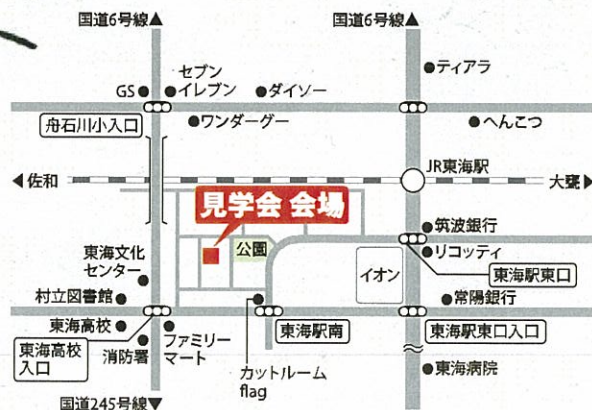 国道6号線▲
国道6号線▲
ティアラ
セブン
イレブン
GS
ダイソー
舟石川小入口
ワンダーグー
へんこつ
JR東海駅
◀佐和
大甕▶
見学会 会場
筑波銀行
公園
リコッティ
東海文化
センター
イオン
東海駅東口
村立図書館
常陽銀行
東海高校
東海高校
入口
消防署
ファミリー
マート
カットルーム
flag
東海駅南
東海駅東口入口
東海病院
国道245号線▼